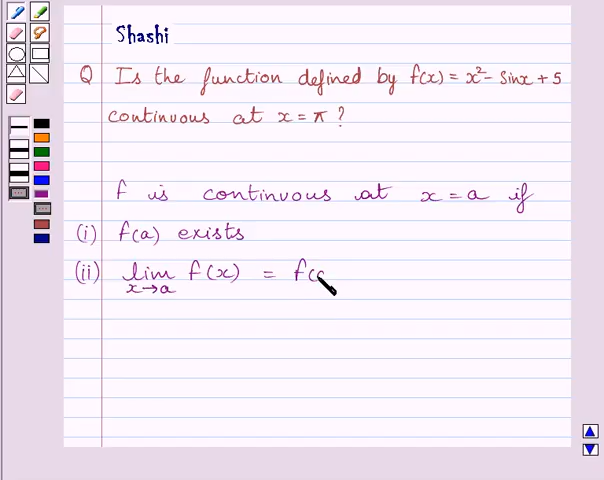 Shashi
Q Is the function defined by f(x) = x² - sinx + 5
continuous at x = π ?
f is continuous at x = a if
(i) f(a) exists
(ii) lim f(x) = f(
x→a